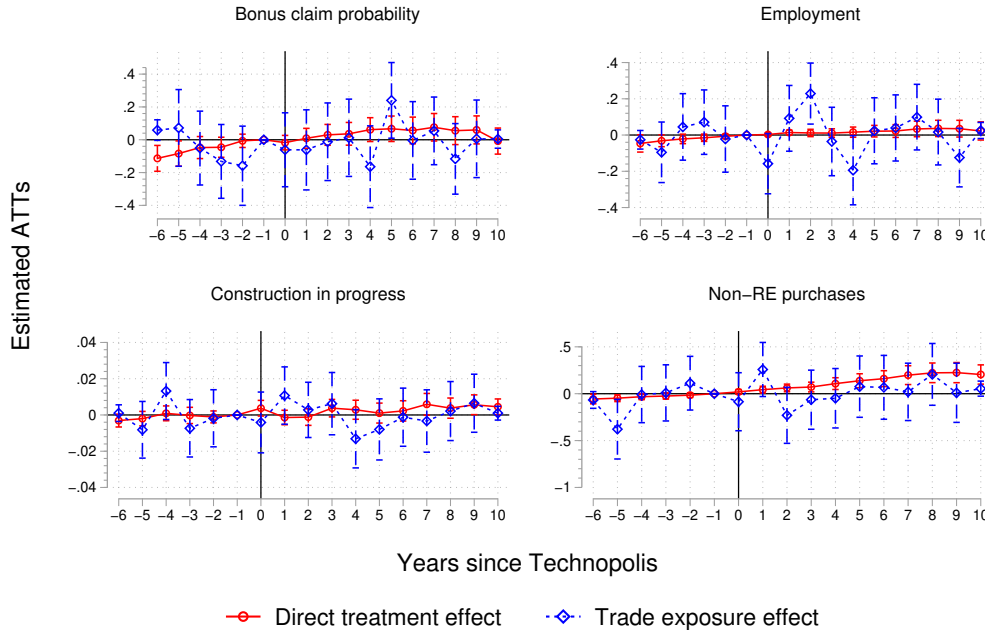 Bonus claim probability
Employment
.4
.2
0
−.2
−.4
−6 −5 −4 −3 −2 −1 0 1 2 3 4 5 6 7 8 9 10
.4
.2
0
−.2
−.4
−6 −5 −4 −3 −2 −1 0 1 2 3 4 5 6 7 8 9 10
Estimated ATTs
Construction in progress
Non−RE purchases
.04
.02
0
−.02
−.04
−6 −5 −4 −3 −2 −1 0 1 2 3 4 5 6 7 8 9 10
.5
0
−.5
−1
−6 −5 −4 −3 −2 −1 0 1 2 3 4 5 6 7 8 9 10
Years since Technopolis
Direct treatment effect
Trade exposure effect